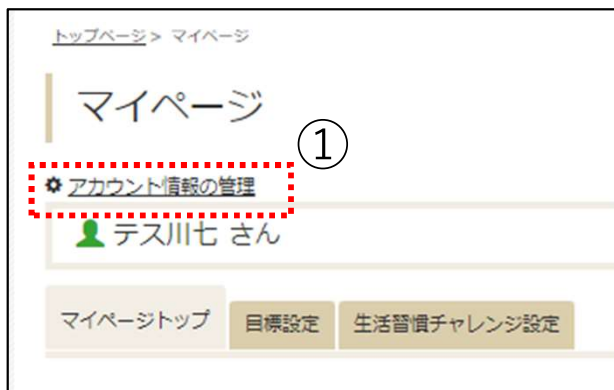 トップページ > マイページ
マイページ
①
アカウント情報の管理
テス川七 さん
マイページトップ 目標設定 生活習慣チャレンジ設定